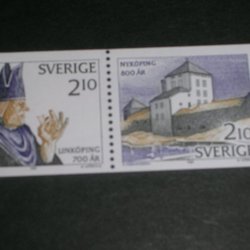 SVERIGE
2.10
LINKÖPING
700 ÅR
NYKÖPING
800 ÅR
2.10
SVERIGE